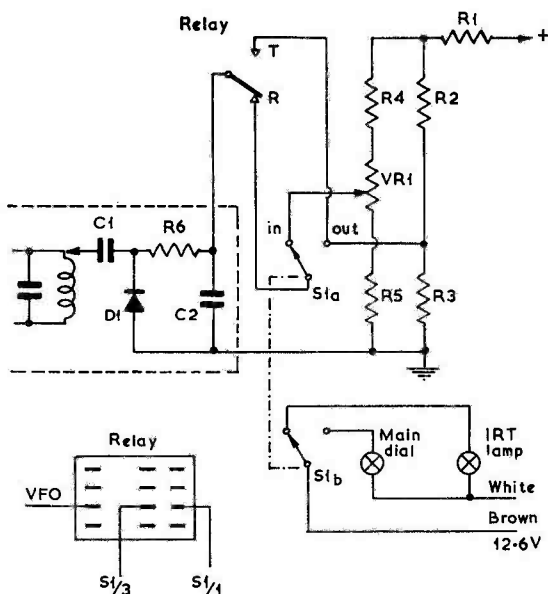 Relay
T
R
R1
+
R4
R2
VR1
C1
R6
in
out
D1
C2
S1a
R5
R3
Relay
VFO
S1/3
S1/1
S1b
Main
dial
IRT
lamp
White
Brown
12·6V